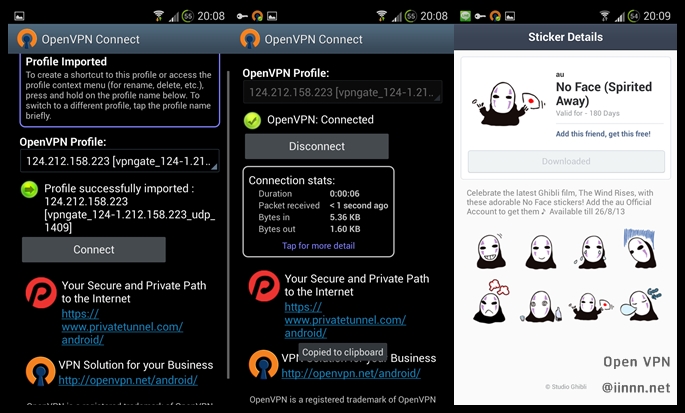 55 20:08
OpenVPN Connect
Profile Imported
To create a shortcut to this profile or access the
profile context menu (for rename, delete, etc.),
press and hold on the profile name below. To
switch to a different profile, tap the profile name
briefly.
OpenVPN Profile:
124.212.158.223 [vpngate_124-1.21..
Profile successfully imported :
124.212.158.223
[vpngate_124-1.212.158.223_udp_
1409]
Connect
Your Secure and Private Path
to the Internet
https://
www.privatetunnel.com/
android/
VPN Solution for your Business
http://openvpn.net/android/
OpenVPN is a registered trademark of OpenVPN
55 20:08
OpenVPN Connect
OpenVPN Profile:
124.212.158.223 [vpngate_124-1.21..
OpenVPN: Connected
Disconnect
Connection stats:
Duration 0:00:06
Packet received < 1 second ago
Bytes in 5.36 KB
Bytes out 1.60 KB
Tap for more detail
Your Secure and Private Path
to the Internet
https://
www.privatetunnel.com/
android/
Copied to clipboard
VPN Solution for your Business
http://openvpn.net/android/
OpenVPN is a registered trademark of OpenVPN
LINE
54 20:09
Sticker Details
au
No Face (Spirited
Away)
Valid for - 180 Days
Add this friend, get this free!
Downloaded
Celebrate the latest Ghibli film, The Wind Rises, with
these adorable No Face stickers! Add the au Official
Account to get them ♪ Available till 26/8/13
Open VPN
© Studio Ghibli
@iinnn.net